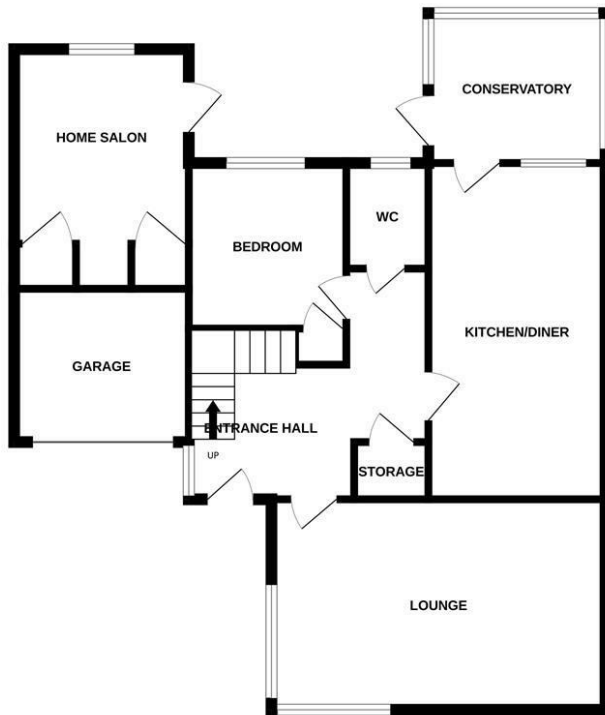 CONSERVATORY
HOME SALON
WC
BEDROOM
KITCHEN/DINER
GARAGE
ENTRANCE HALL
UP
STORAGE
LOUNGE